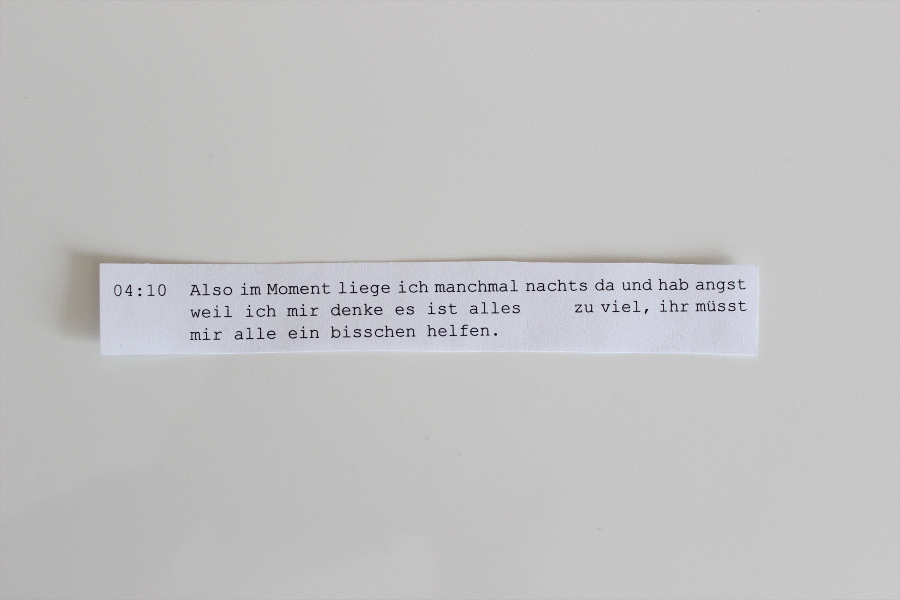 04:10 Also im Moment liege ich manchmal nachts da und hab angst
weil ich mir denke es ist alles zu viel, ihr müsst
mir alle ein bisschen helfen.